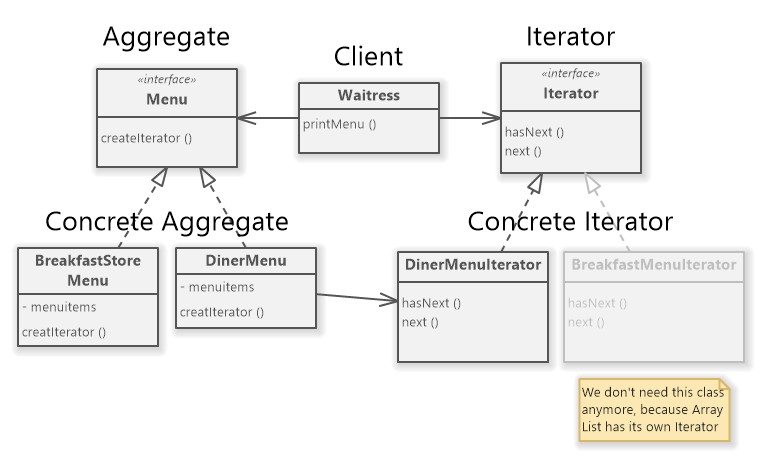 Aggregate
Client
Iterator
«interface»
Menu
createIterator ()
Waitress
printMenu ()
«interface»
Iterator
hasNext ()
next ()
Concrete Aggregate
Concrete Iterator
BreakfastStore
Menu
- menuitems
creatIterator ()
DinerMenu
- menuitems
creatIterator ()
DinerMenuIterator
hasNext ()
next ()
BreakfastMenuIterator
hasNext ()
next ()
We don't need this class
anymore, because Array
List has its own Iterator